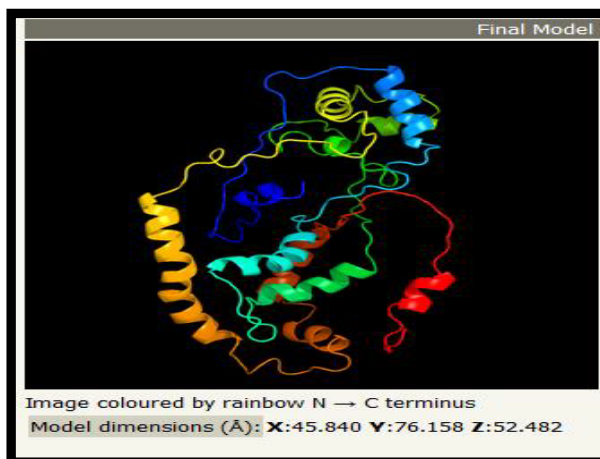 Final Model
Image coloured by rainbow N → C terminus
Model dimensions (Å): X:45.840 Y:76.158 Z:52.482